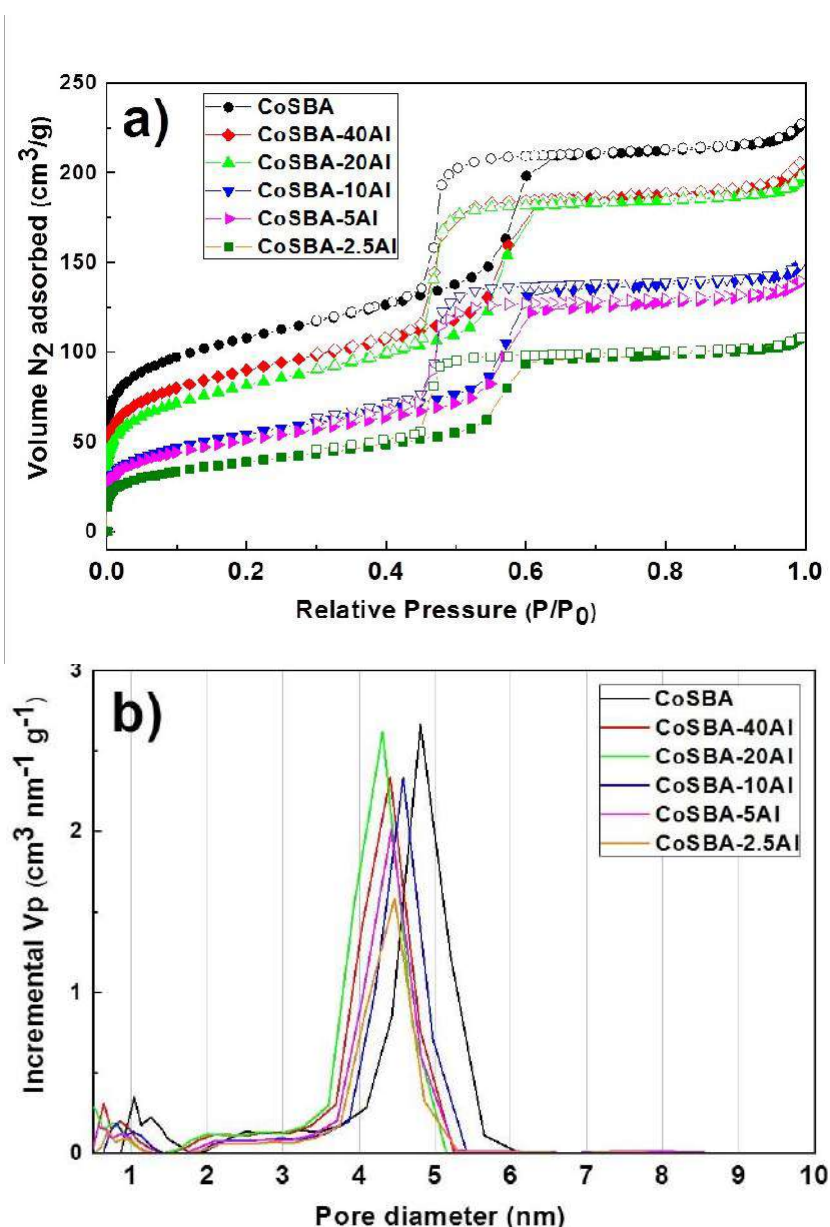 a)
CoSBA
CoSBA-40Al
CoSBA-20Al
CoSBA-10Al
CoSBA-5Al
CoSBA-2.5Al
250
200
150
100
50
0
Volume N2 adsorbed (cm3/g)
0.0 0.2 0.4 0.6 0.8 1.0
Relative Pressure (P/P0)
b)
CoSBA
CoSBA-40Al
CoSBA-20Al
CoSBA-10Al
CoSBA-5Al
CoSBA-2.5Al
3
2
1
0
Incremental Vp (cm3 nm-1 g-1)
1 2 3 4 5 6 7 8 9 10
Pore diameter (nm)